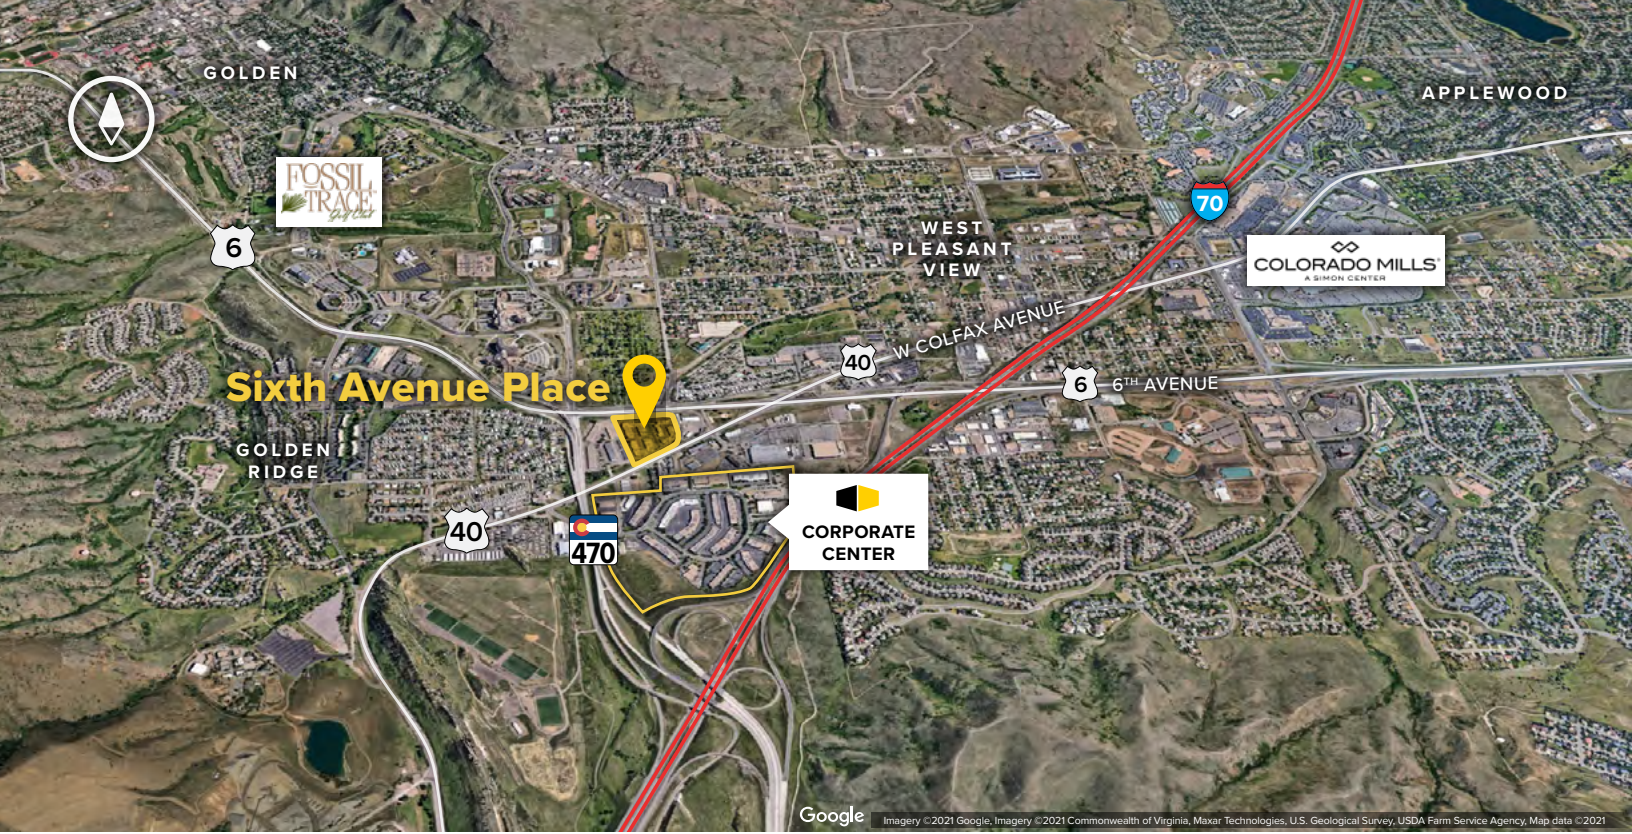 GOLDEN
APPLEWOOD
FOSSIL
TRACE
Golf Club
70
6
WEST
PLEASANT
VIEW
COLORADO MILLS®
A SIMON CENTER
W COLFAX AVENUE
40
6
6TH AVENUE
Sixth Avenue Place
GOLDEN
RIDGE
40
470
CORPORATE
CENTER
Google
Imagery ©2021 Google, Imagery ©2021 Commonwealth of Virginia, Maxar Technologies, U.S. Geological Survey, USDA Farm Service Agency, Map data ©2021